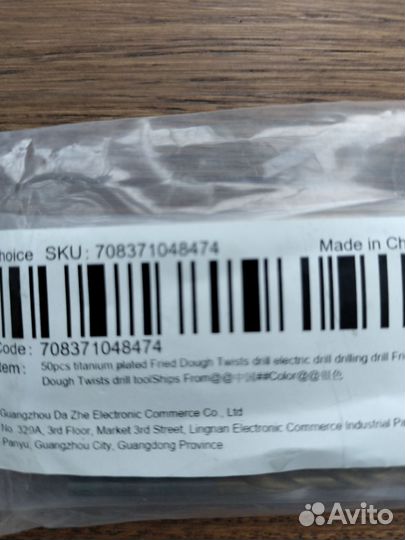 hoice SKU: 708371048474 Made in Ch
Code: 708371048474
tem: 50pcs titanium plated Fried Dough Twists drill electric drill drilling drill Frie
Dough Twists drill toolShips From@@中国##Color@@银色
Guangzhou Da Zhe Electronic Commerce Co., Ltd
No. 329A, 3rd Floor, Market 3rd Street, Lingnan Electronic Commerce Industrial Pa
Panyu, Guangzhou City, Guangdong Province
Avito